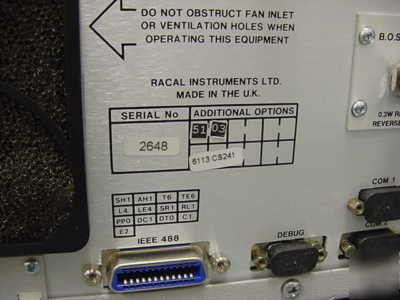 DO NOT OBSTRUCT FAN INLET
OR VENTILATION HOLES WHEN
OPERATING THIS EQUIPMENT
RACAL INSTRUMENTS LTD.
MADE IN THE U.K.
SERIAL No ADDITIONAL OPTIONS
51 03
2648
6113 CS241
SH1 AH1 T6 TE6
L4 LE4 SR1 RL1
PP0 DC1 DT0 C1
E2
IEEE 488
DEBUG
COM 1
COM 2
B.O.S
0.3W R
REVERSE